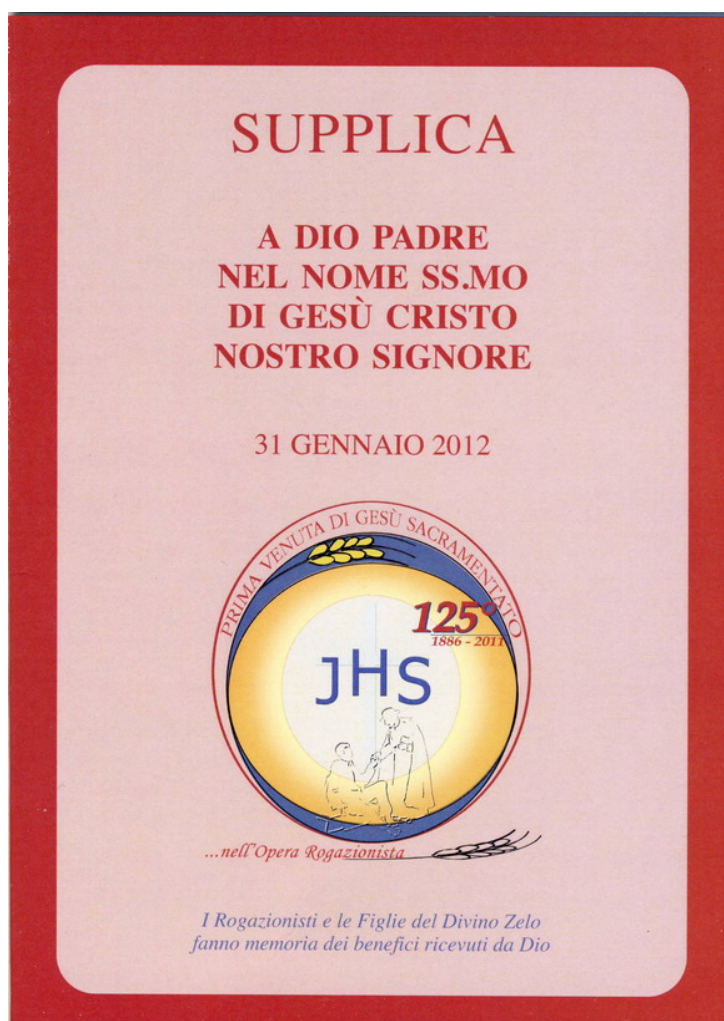 SUPPLICA
A DIO PADRE
NEL NOME SS.MO
DI GESÙ CRISTO
NOSTRO SIGNORE
31 GENNAIO 2012
PRIMA VENUTA DI GESÙ SACRAMENTATO
125°
1886 - 2011
JHS
...nell'Opera Rogazionista
I Rogazionisti e le Figlie del Divino Zelo
fanno memoria dei benefici ricevuti da Dio